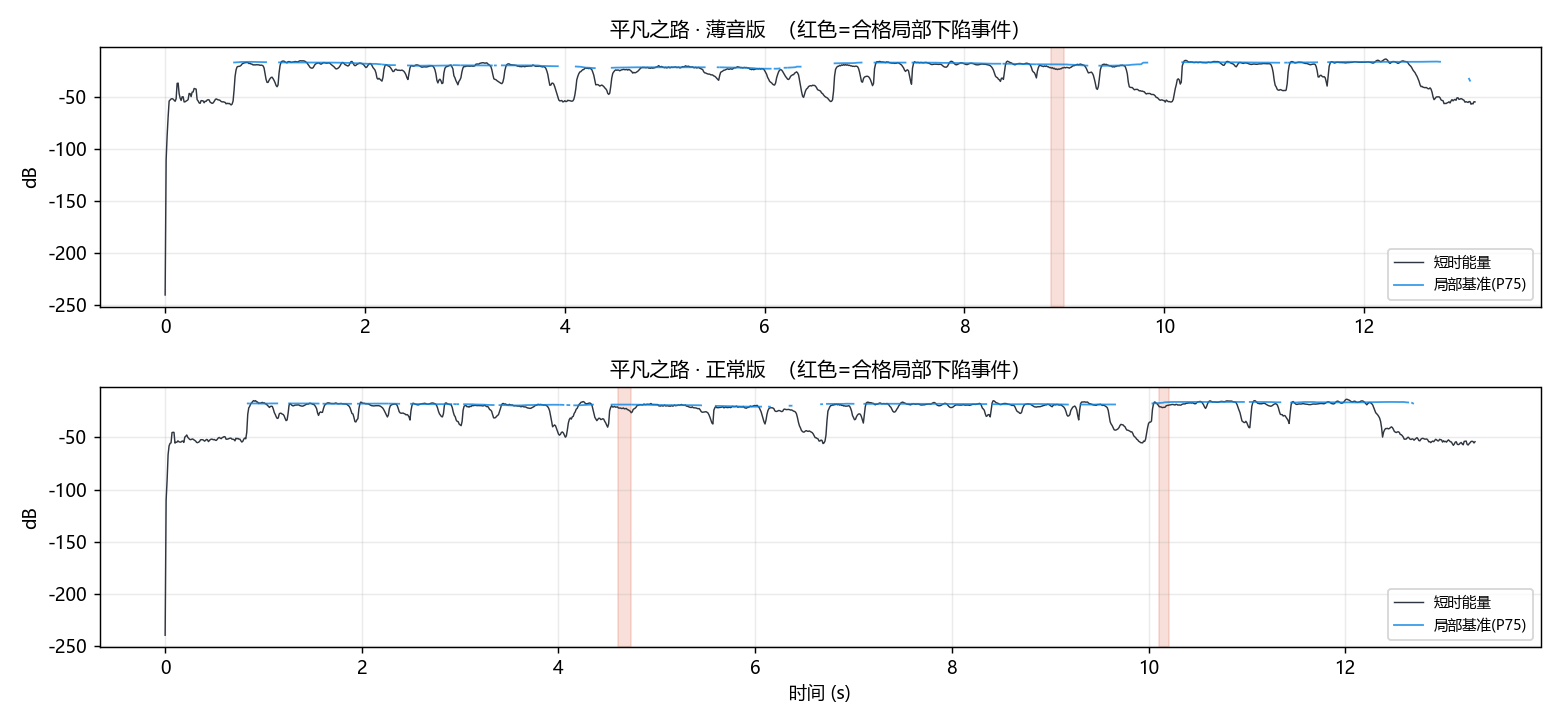 平凡之路 · 薄音版 （红色=合格局部下陷事件）
dB
-50
-100
-150
-200
-250
0 2 4 6 8 10 12
短时能量
局部基准(P75)
平凡之路 · 正常版 （红色=合格局部下陷事件）
dB
-50
-100
-150
-200
-250
0 2 4 6 8 10 12
短时能量
局部基准(P75)
时间 (s)